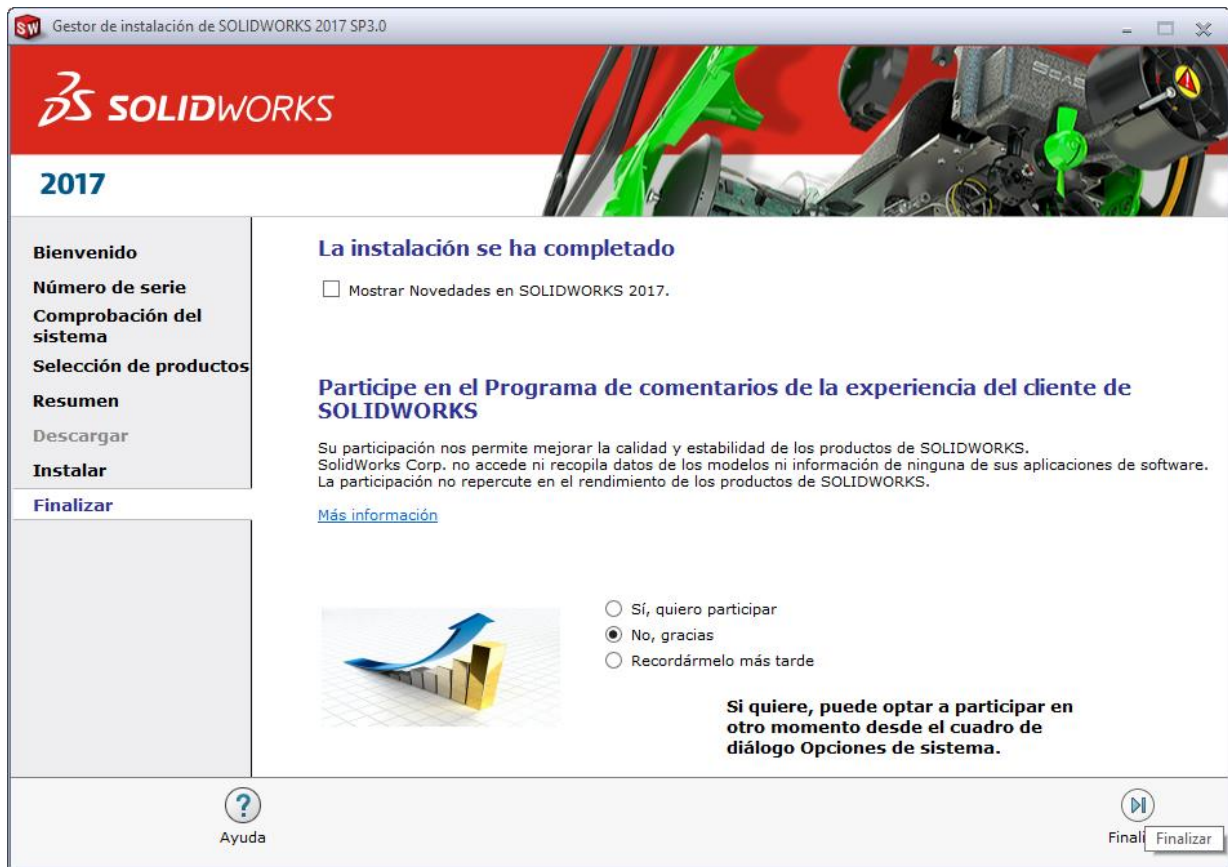 SW Gestor de instalación de SOLIDWORKS 2017 SP3.0
SOLIDWORKS
2017
Bienvenido
Número de serie
Comprobación del
sistema
Selección de productos
Resumen
Descargar
Instalar
Finalizar
La instalación se ha completado
Mostrar Novedades en SOLIDWORKS 2017.
Participe en el Programa de comentarios de la experiencia del cliente de
SOLIDWORKS
Su participación nos permite mejorar la calidad y estabilidad de los productos de SOLIDWORKS.
SolidWorks Corp. no accede ni recopila datos de los modelos ni información de ninguna de sus aplicaciones de software.
La participación no repercute en el rendimiento de los productos de SOLIDWORKS.
Más información
Sí, quiero participar
No, gracias
Recordármelo más tarde
Si quiere, puede optar a participar en
otro momento desde el cuadro de
diálogo Opciones de sistema.
?
Ayuda
Finali
Finalizar